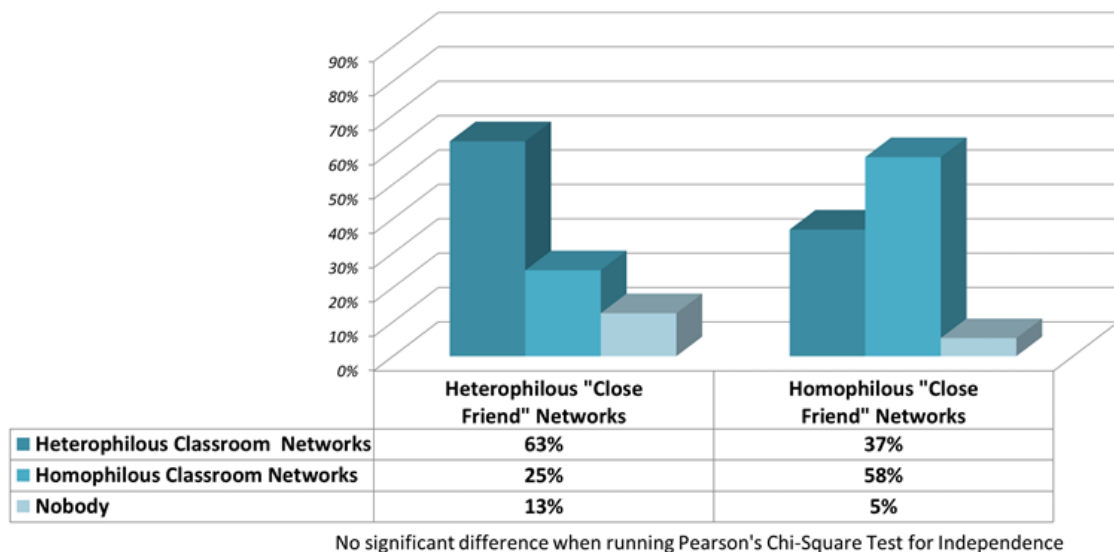 90%
80%
70%
60%
50%
40%
30%
20%
10%
0%
Heterophilous "Close
Friend" Networks
Homophilous "Close
Friend" Networks
Heterophilous Classroom Networks 63% 37%
Homophilous Classroom Networks 25% 58%
Nobody 13% 5%
No significant difference when running Pearson's Chi-Square Test for Independence